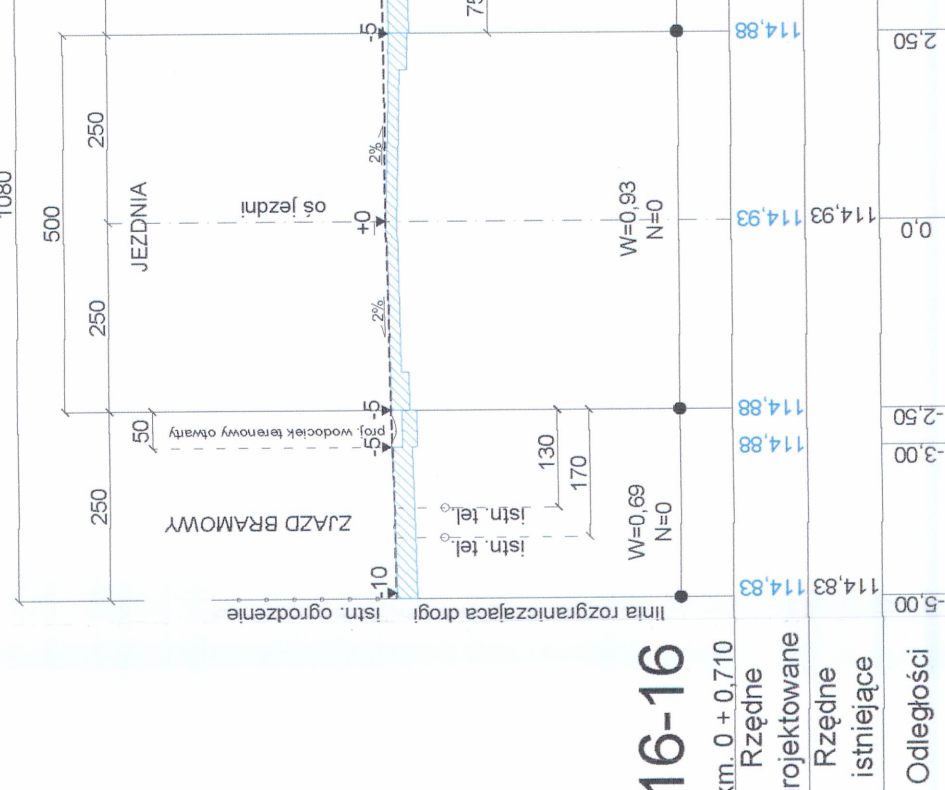 1080
500
250
250
250
50
75
JEZDNIA
oś jezdni
ZJAZD BRAMOWY
proj. wodociek terenowy otwarty
-5
2%
+0
2%
-5
-5
-10
istn. tel.
istn. tel.
130
170
istn. ogrodzenie
linia rozgraniczająca drogi
W=0,69
N=0
W=0,93
N=0
16-16
km. 0 + 0,710
Rzędne
rojektowane
114,83
114,88
114,88
114,93
114,88
Rzędne
istniejące
114,83
114,93
Odległości
-5,00
-3,00
-2,50
0,0
2,50